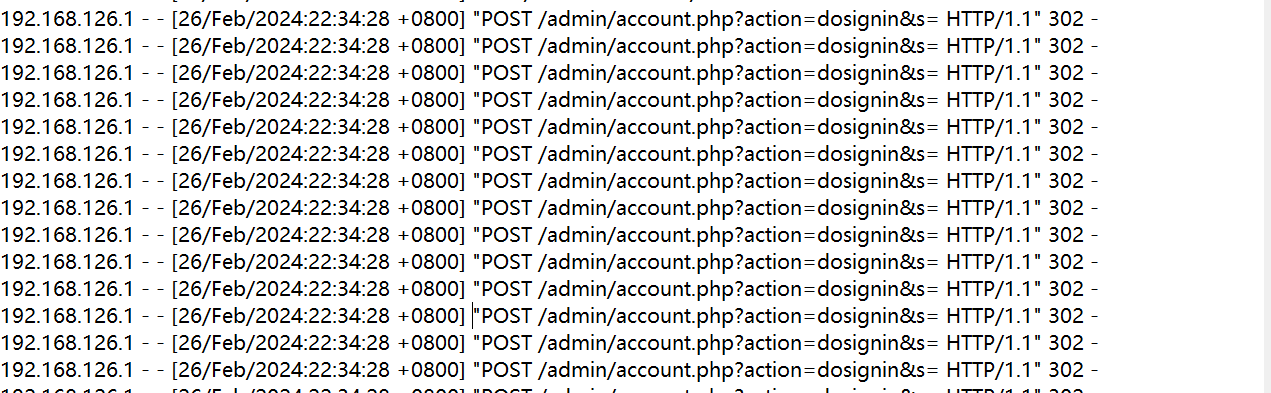 192.168.126.1 - - [26/Feb/2024:22:34:28 +0800] "POST /admin/account.php?action=dosignin&s= HTTP/1.1" 302 -
192.168.126.1 - - [26/Feb/2024:22:34:28 +0800] "POST /admin/account.php?action=dosignin&s= HTTP/1.1" 302 -
192.168.126.1 - - [26/Feb/2024:22:34:28 +0800] "POST /admin/account.php?action=dosignin&s= HTTP/1.1" 302 -
192.168.126.1 - - [26/Feb/2024:22:34:28 +0800] "POST /admin/account.php?action=dosignin&s= HTTP/1.1" 302 -
192.168.126.1 - - [26/Feb/2024:22:34:28 +0800] "POST /admin/account.php?action=dosignin&s= HTTP/1.1" 302 -
192.168.126.1 - - [26/Feb/2024:22:34:28 +0800] "POST /admin/account.php?action=dosignin&s= HTTP/1.1" 302 -
192.168.126.1 - - [26/Feb/2024:22:34:28 +0800] "POST /admin/account.php?action=dosignin&s= HTTP/1.1" 302 -
192.168.126.1 - - [26/Feb/2024:22:34:28 +0800] "POST /admin/account.php?action=dosignin&s= HTTP/1.1" 302 -
192.168.126.1 - - [26/Feb/2024:22:34:28 +0800] "POST /admin/account.php?action=dosignin&s= HTTP/1.1" 302 -
192.168.126.1 - - [26/Feb/2024:22:34:28 +0800] "POST /admin/account.php?action=dosignin&s= HTTP/1.1" 302 -
192.168.126.1 - - [26/Feb/2024:22:34:28 +0800] "POST /admin/account.php?action=dosignin&s= HTTP/1.1" 302 -
192.168.126.1 - - [26/Feb/2024:22:34:28 +0800] "POST /admin/account.php?action=dosignin&s= HTTP/1.1" 302 -
192.168.126.1 - - [26/Feb/2024:22:34:28 +0800] "POST /admin/account.php?action=dosignin&s= HTTP/1.1" 302 -
192.168.126.1 - - [26/Feb/2024:22:34:28 +0800] "POST /admin/account.php?action=dosignin&s= HTTP/1.1" 302 -